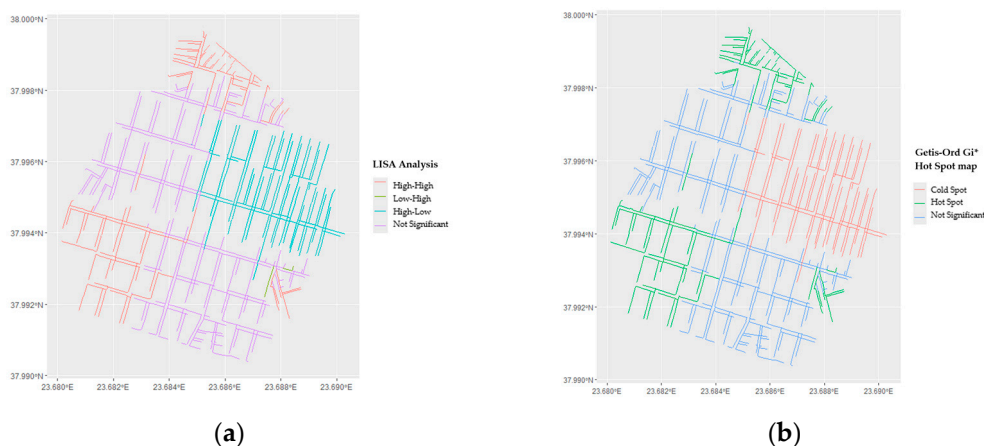 38.000°N
37.998°N
37.996°N
37.994°N
37.992°N
37.990°N
23.680°E 23.682°E 23.684°E 23.686°E 23.688°E 23.690°E
LISA Analysis
High-High
Low-High
High-Low
Not Significant
(a)
38.000°N
37.998°N
37.996°N
37.994°N
37.992°N
37.990°N
23.680°E 23.682°E 23.684°E 23.686°E 23.688°E 23.690°E
Getis-Ord Gi*
Hot Spot map
Cold Spot
Hot Spot
Not Significant
(b)